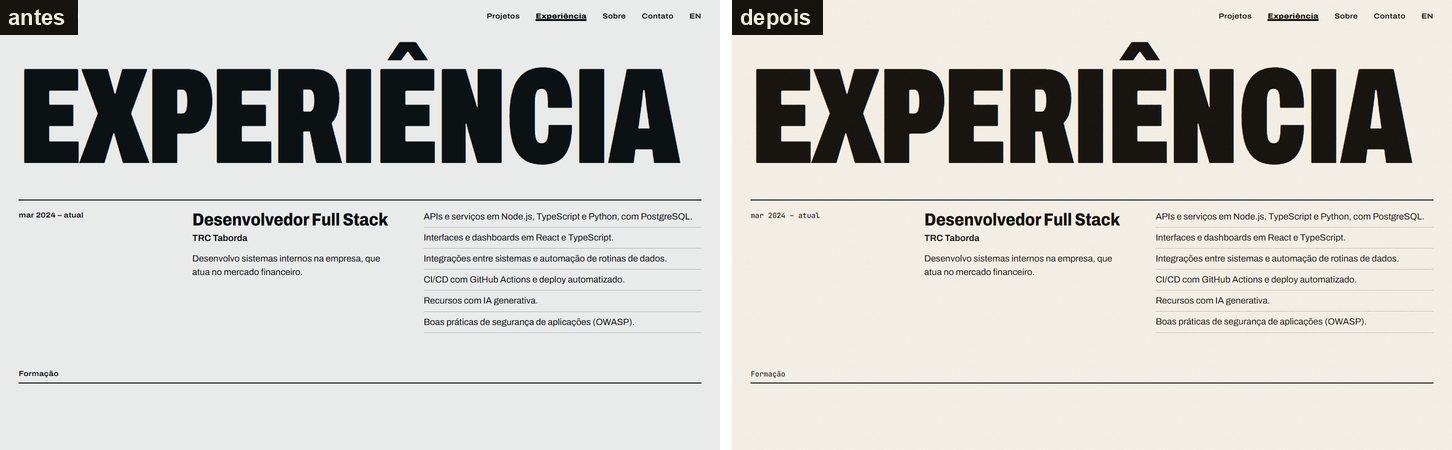 antes
Projetos Experiência Sobre Contato EN
EXPERIÊNCIA
mar 2024 – atual
Desenvolvedor Full Stack
TRC Taborda
Desenvolvo sistemas internos na empresa, que
atua no mercado financeiro.
APIs e serviços em Node.js, TypeScript e Python, com PostgreSQL.
Interfaces e dashboards em React e TypeScript.
Integrações entre sistemas e automação de rotinas de dados.
CI/CD com GitHub Actions e deploy automatizado.
Recursos com IA generativa.
Boas práticas de segurança de aplicações (OWASP).
Formação
depois
Projetos Experiência Sobre Contato EN
EXPERIÊNCIA
mar 2024 – atual
Desenvolvedor Full Stack
TRC Taborda
Desenvolvo sistemas internos na empresa, que
atua no mercado financeiro.
APIs e serviços em Node.js, TypeScript e Python, com PostgreSQL.
Interfaces e dashboards em React e TypeScript.
Integrações entre sistemas e automação de rotinas de dados.
CI/CD com GitHub Actions e deploy automatizado.
Recursos com IA generativa.
Boas práticas de segurança de aplicações (OWASP).
Formação